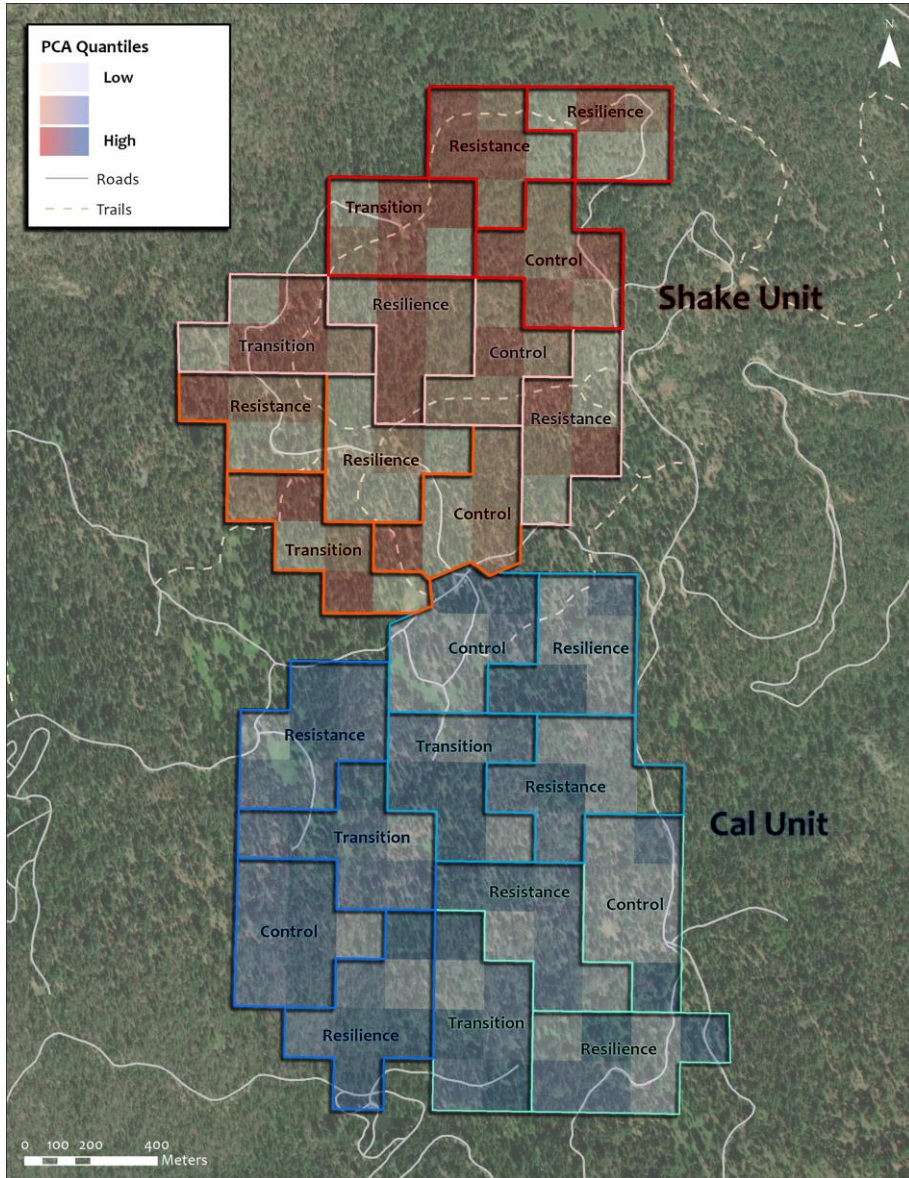 PCA Quantiles
Low
High
Roads
Trails
N
Resilience
Resistance
Transition
Control
Shake Unit
Resilience
Transition
Control
Resistance
Resistance
Resilience
Control
Transition
Control
Resilience
Resistance
Transition
Resistance
Cal Unit
Transition
Resistance
Control
Control
Transition
Resilience
Resilience
0 100 200 400
Meters